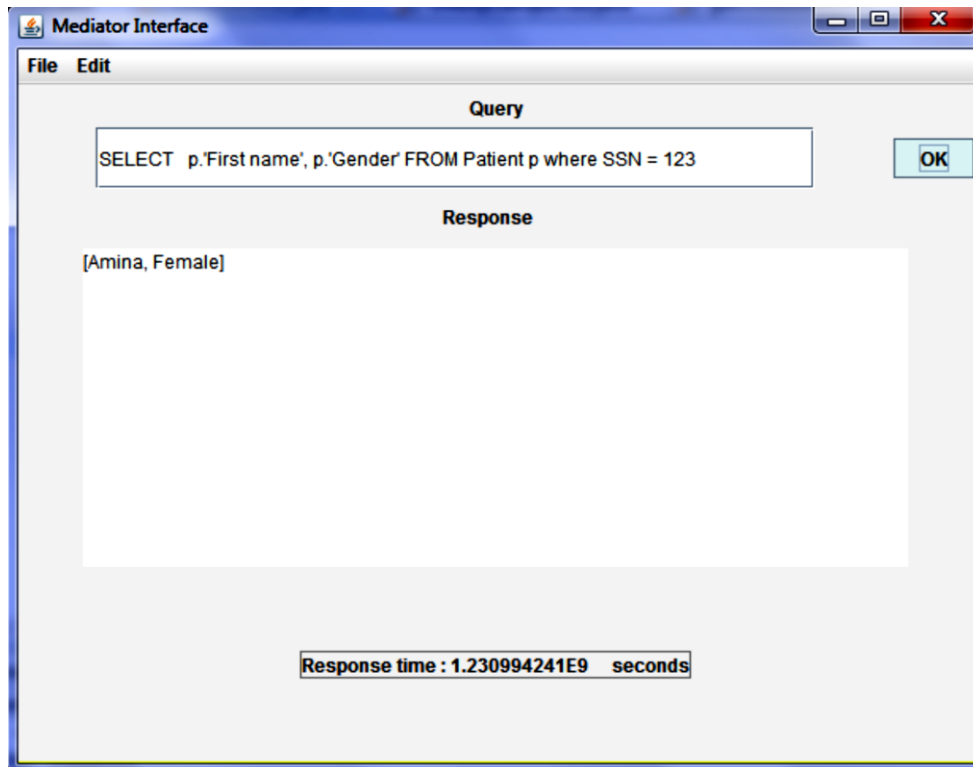 Mediator Interface
File Edit
Query
SELECT p.'First name', p.'Gender' FROM Patient p where SSN = 123
OK
Response
[Amina, Female]
Response time : 1.230994241E9 seconds